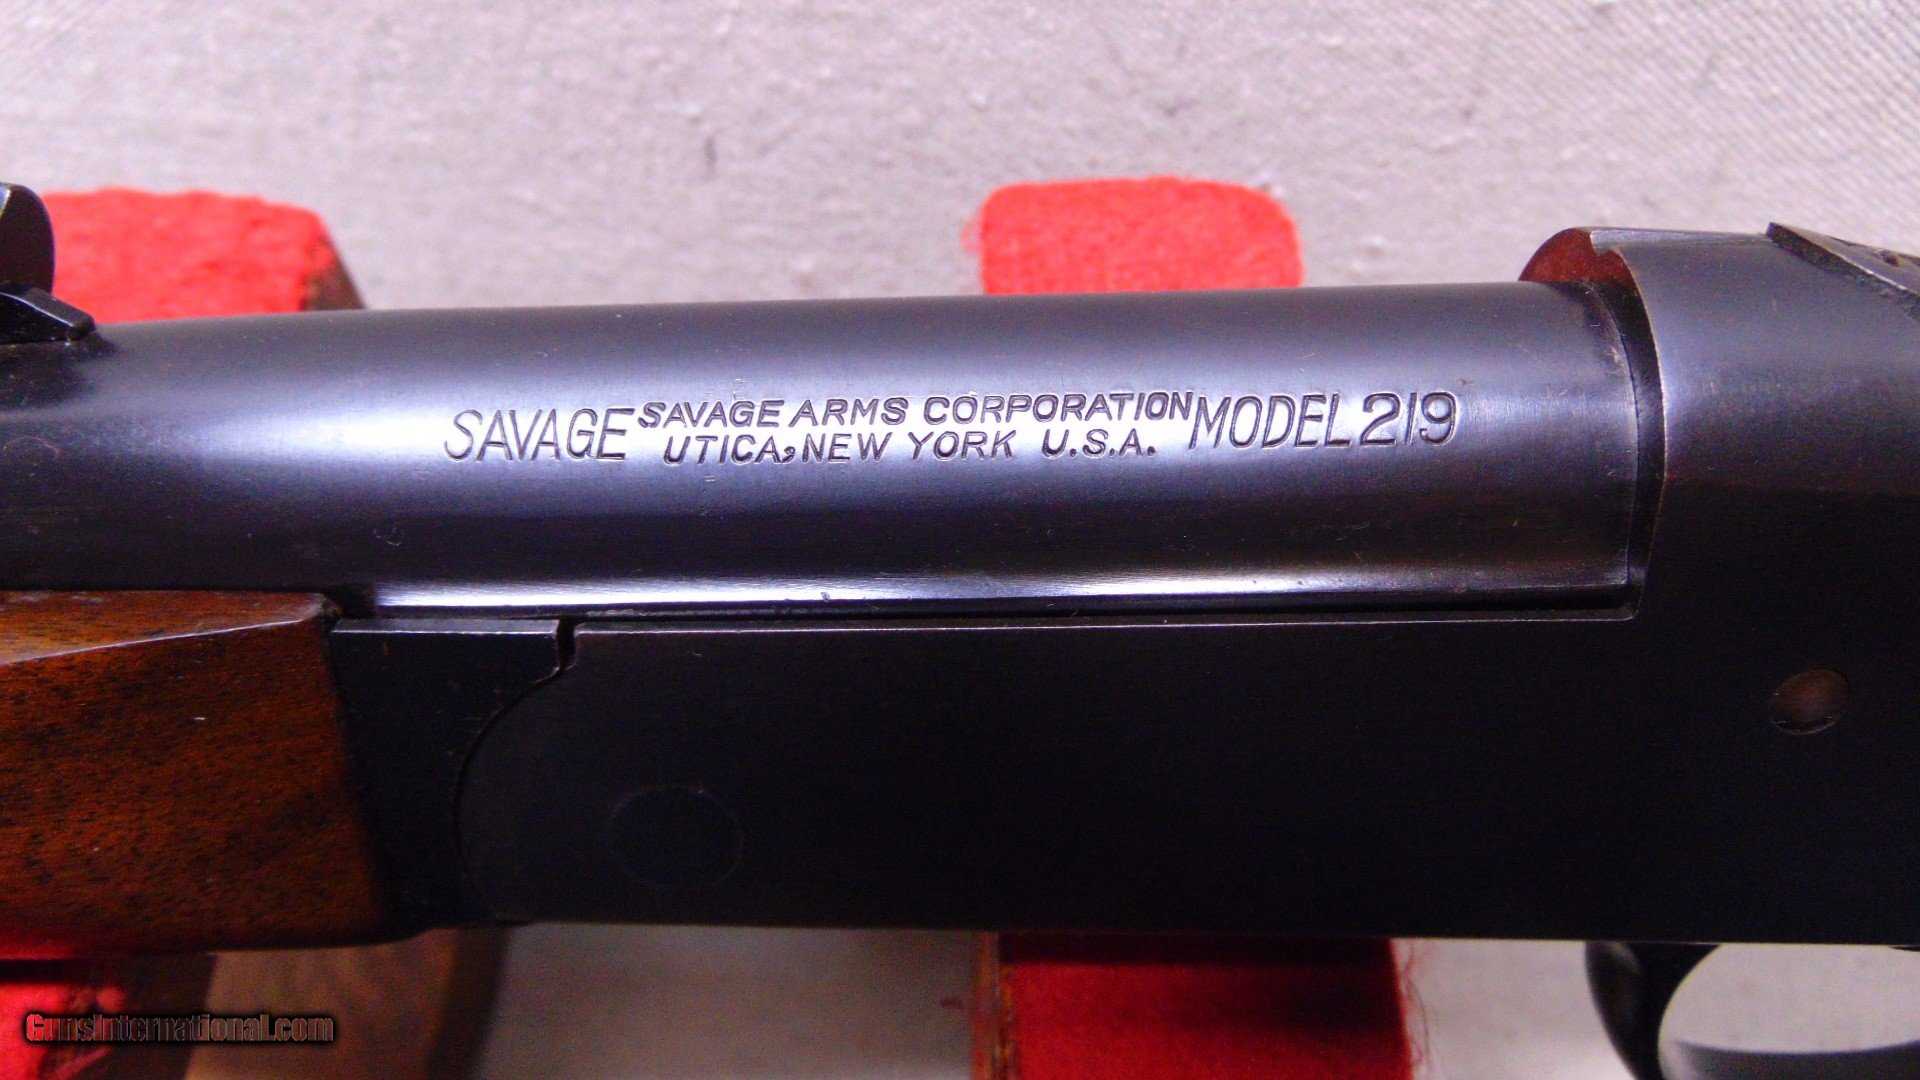 SAVAGE SAVAGE ARMS CORPORATION MODEL 219
UTICA, NEW YORK U.S.A.
GunsInternational.com